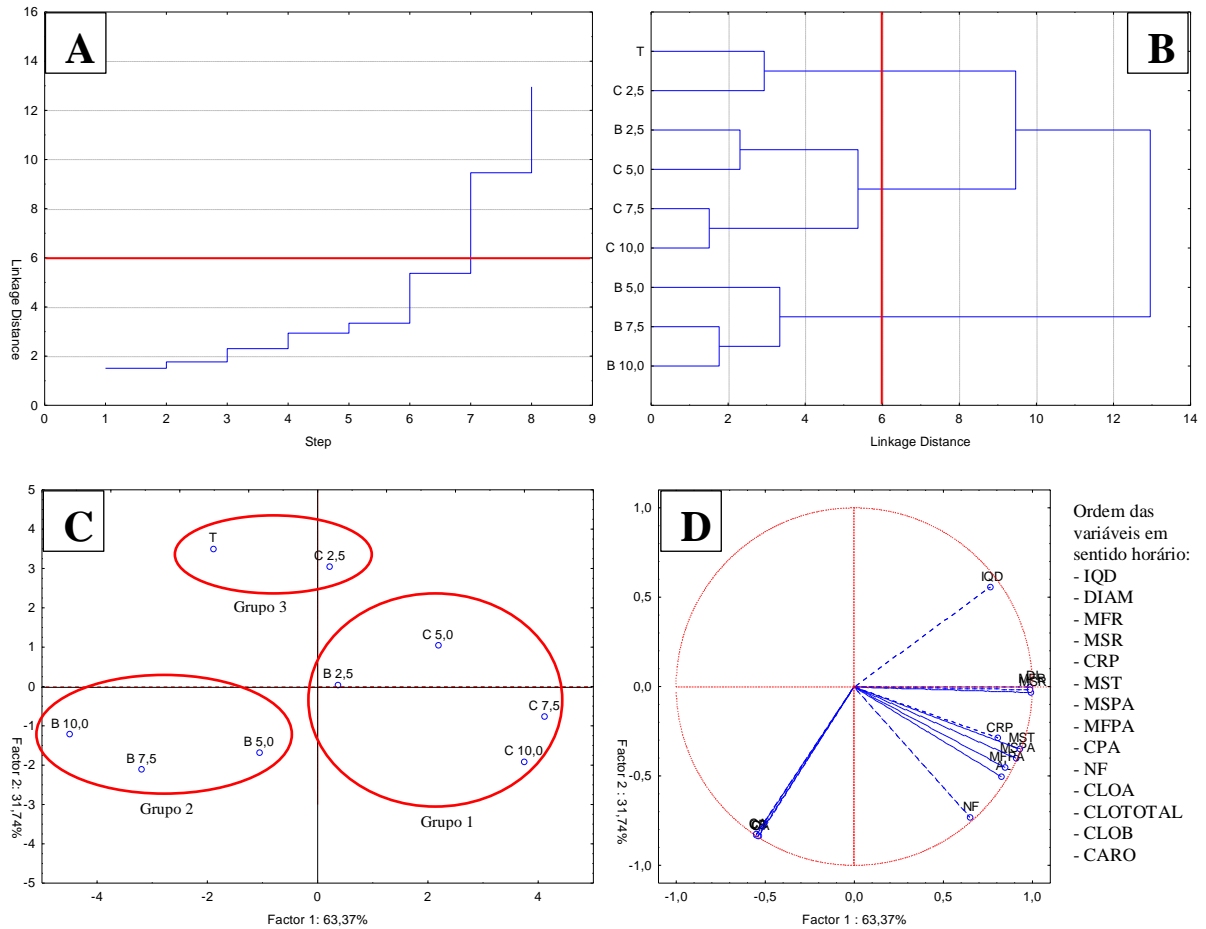 A
16
14
12
10
8
6
4
2
0
Linkage Distance
0 1 2 3 4 5 6 7 8 9
Step
B
T
C 2,5
B 2,5
C 5,0
C 7,5
C 10,0
B 5,0
B 7,5
B 10,0
0 2 4 6 8 10 12 14
Linkage Distance
C
5
4
3
2
1
0
-1
-2
-3
-4
-5
Factor 2: 31,74%
T
C 2,5
Grupo 3
C 5,0
B 2,5
C 7,5
C 10,0
Grupo 1
B 10,0
B 7,5
B 5,0
Grupo 2
-4 -2 0 2 4
Factor 1: 63,37%
D
1,0
0,5
0,0
-0,5
-1,0
Factor 2 : 31,74%
IQD
MSR
CRP
MST
MSPA
MFPA
NF
-1,0 -0,5 0,0 0,5 1,0
Factor 1 : 63,37%
Ordem das
variáveis em
sentido horário:
- IQD
- DIAM
- MFR
- MSR
- CRP
- MST
- MSPA
- MFPA
- CPA
- NF
- CLOA
- CLOTOTAL
- CLOB
- CARO